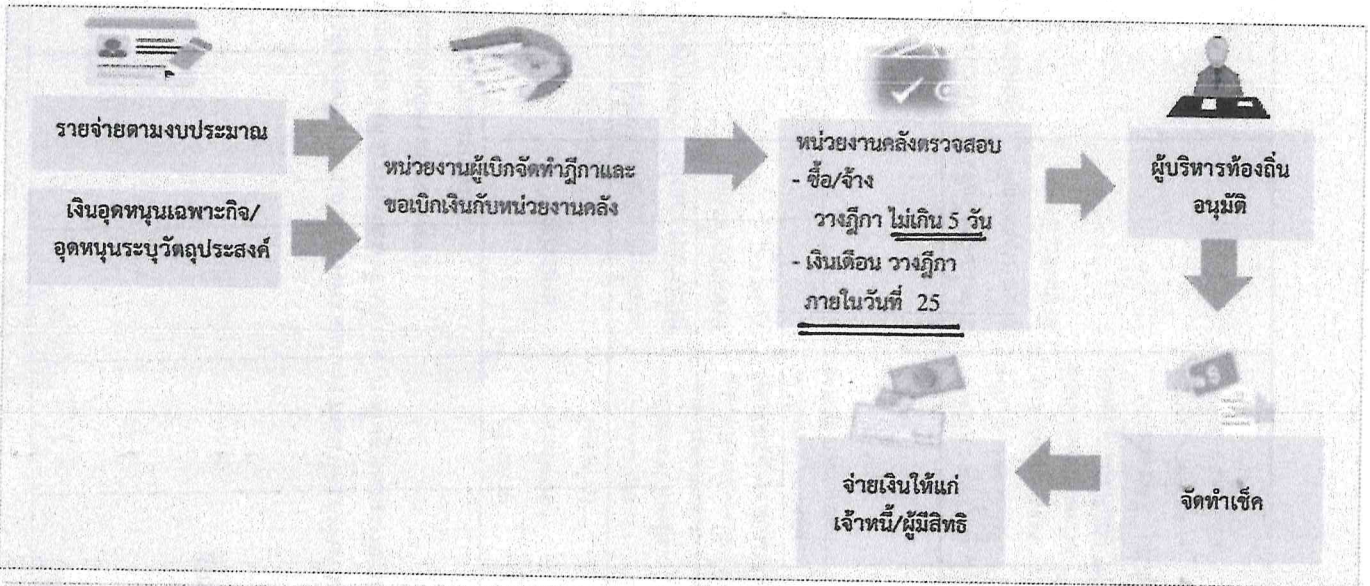 รายจ่ายตามงบประมาณ
เงินอุดหนุนเฉพาะกิจ/
อุดหนุนระบุวัตถุประสงค์
หน่วยงานผู้เบิกจัดทำฎีกาและ
ขอเบิกเงินกับหน่วยงานคลัง
หน่วยงานคลังตรวจสอบ
- ซื้อ/จ้าง
วางฎีกา ไม่เกิน 5 วัน
- เงินเดือน วางฎีกา
ภายในวันที่ 25
ผู้บริหารท้องถิ่น
อนุมัติ
จัดทำเช็ค
จ่ายเงินให้แก่
เจ้าหนี้/ผู้มีสิทธิ